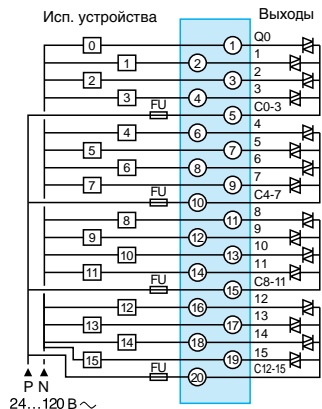 Исп. устройства
Выходы
0 1 Q0
1 2 1
2 3 2
3 4 3
FU 5 C0-3
4 6 4
5 7 5
6 8 6
7 9 7
FU 10 C4-7
8 11 8
9 12 9
10 13 10
11 14 11
FU 15 C8-11
12 16 12
13 17 13
14 18 14
15 19 15
FU 20 C12-15
P N
24…120 В ~